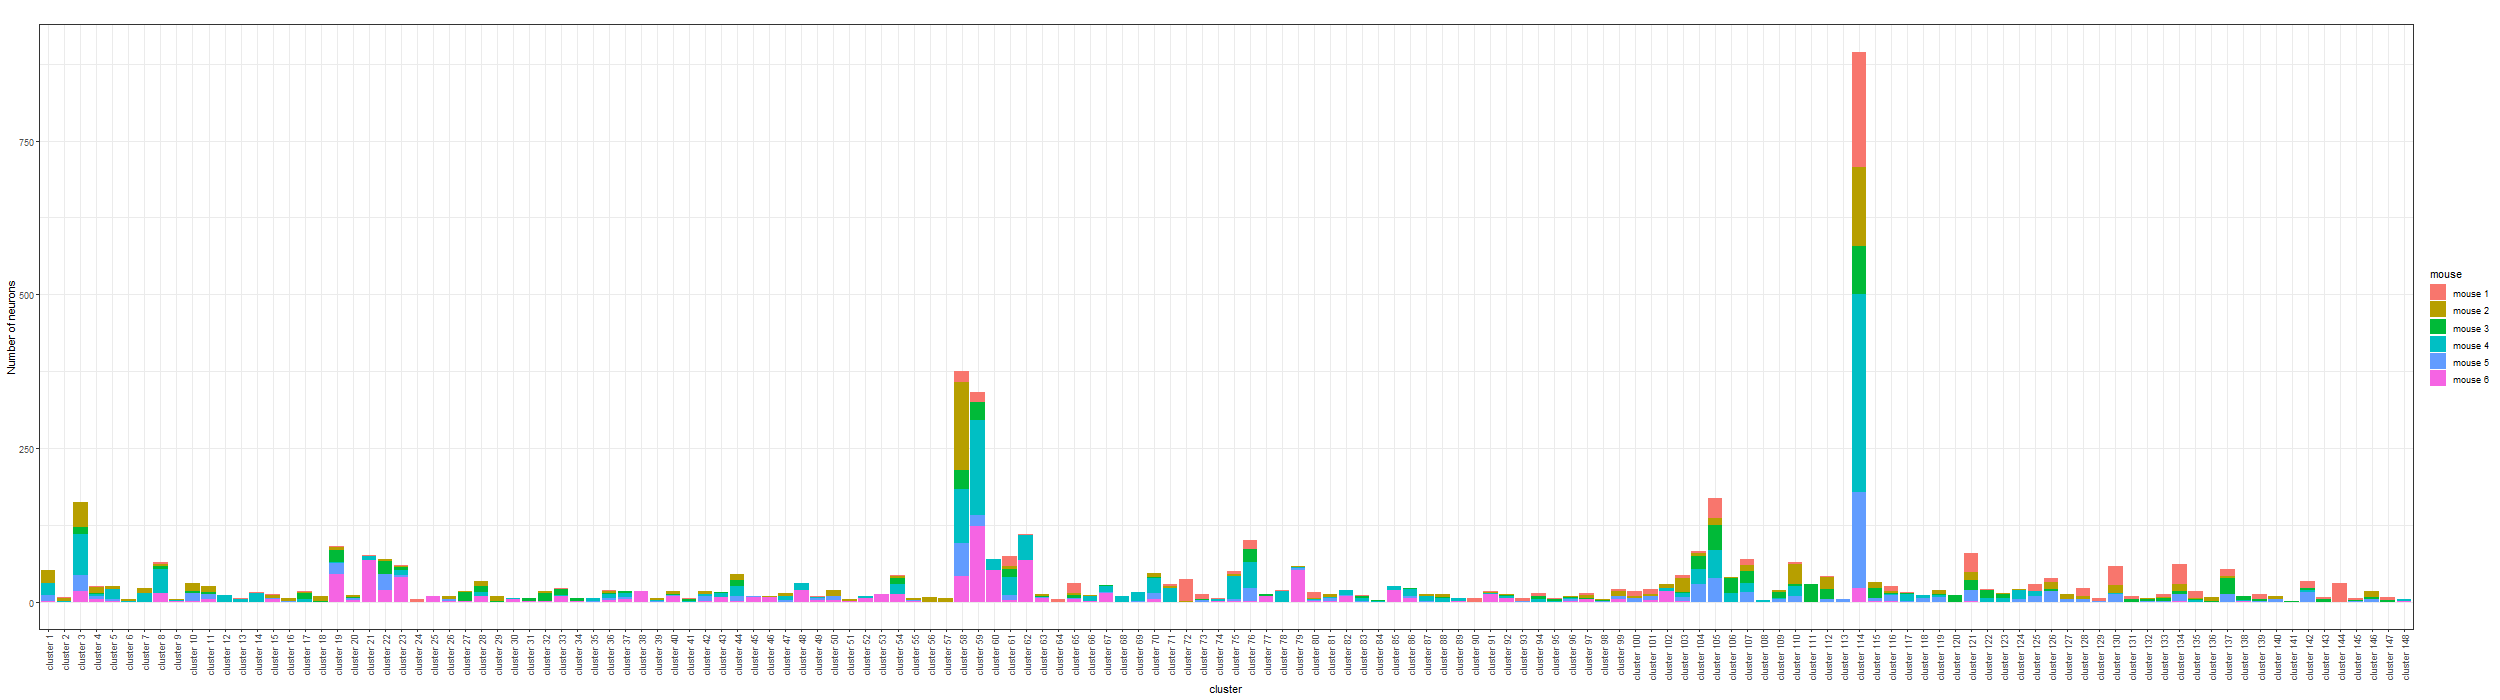 Number of neurons
750
500
250
0
cluster 1
cluster 2
cluster 3
cluster 4
cluster 5
cluster 6
cluster 7
cluster 8
cluster 9
cluster 10
cluster 11
cluster 12
cluster 13
cluster 14
cluster 15
cluster 16
cluster 17
cluster 18
cluster 19
cluster 20
cluster 21
cluster 22
cluster 23
cluster 24
cluster 25
cluster 26
cluster 27
cluster 28
cluster 29
cluster 30
cluster 31
cluster 32
cluster 33
cluster 34
cluster 35
cluster 36
cluster 37
cluster 38
cluster 39
cluster 40
cluster 41
cluster 42
cluster 43
cluster 44
cluster 45
cluster 46
cluster 47
cluster 48
cluster 49
cluster 50
cluster 51
cluster 52
cluster 53
cluster 54
cluster 55
cluster 56
cluster 57
cluster 58
cluster 59
cluster 60
cluster 61
cluster 62
cluster 63
cluster 64
cluster 65
cluster 66
cluster 67
cluster 68
cluster 69
cluster 70
cluster 71
cluster 72
cluster 73
cluster 74
cluster 75
cluster 76
cluster 77
cluster 78
cluster 79
cluster 80
cluster 81
cluster 82
cluster 83
cluster 84
cluster 85
cluster 86
cluster 87
cluster 88
cluster 89
cluster 90
cluster 91
cluster 92
cluster 93
cluster 94
cluster 95
cluster 96
cluster 97
cluster 98
cluster 99
cluster 100
cluster 101
cluster 102
cluster 103
cluster 104
cluster 105
cluster 106
cluster 107
cluster 108
cluster 109
cluster 110
cluster 111
cluster 112
cluster 113
cluster 114
cluster 115
cluster 116
cluster 117
cluster 118
cluster 119
cluster 120
cluster 121
cluster 122
cluster 123
cluster 124
cluster 125
cluster 126
cluster 127
cluster 128
cluster 129
cluster 130
cluster 131
cluster 132
cluster 133
cluster 134
cluster 135
cluster 136
cluster 137
cluster 138
cluster 139
cluster 140
cluster 141
cluster 142
cluster 143
cluster 144
cluster 145
cluster 146
cluster 147
cluster 148
cluster
mouse
mouse 1
mouse 2
mouse 3
mouse 4
mouse 5
mouse 6